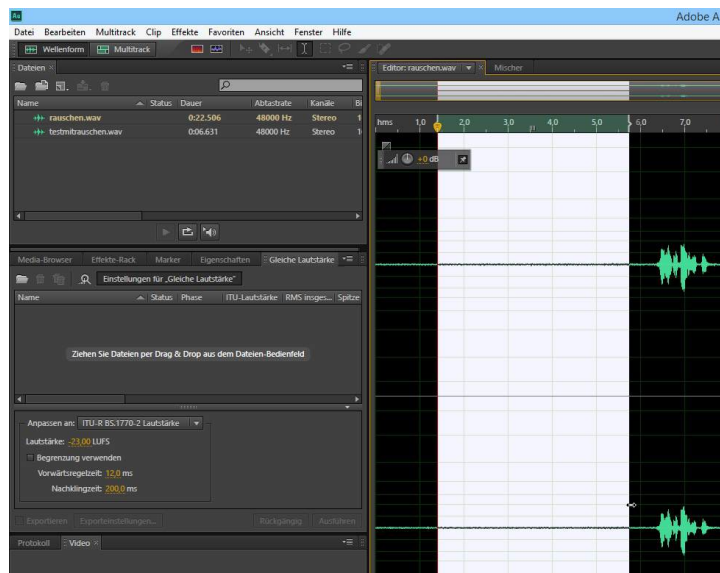 Au
Adobe A
Datei Bearbeiten Multitrack Clip Effekte Favoriten Ansicht Fenster Hilfe
Wellenform Multitrack
Dateien ×
Name Status Dauer Abtastrate Kanäle Bi
rauschen.wav 0:22.506 48000 Hz Stereo 1
testmitrauschen.wav 0:06.631 48000 Hz Stereo 1
Media-Browser Effekte-Rack Marker Eigenschaften Gleiche Lautstärke
Einstellungen für „Gleiche Lautstärke"
Name Status Phase ITU-Lautstärke RMS insges... Spitze
Ziehen Sie Dateien per Drag & Drop aus dem Dateien-Bedienfeld
Anpassen an: ITU-R BS.1770-2 Lautstärke
Lautstärke: -23,00 LUFS
Begrenzung verwenden
Vorwärtsregelzeit: 12,0 ms
Nachklingzeit: 200,0 ms
Exportieren Exporteinstellungen... Rückgängig Ausführen
Protokoll Video ×
Editor: rauschen.wav × Mischer
hms 1,0 2,0 3,0 4,0 5,0 6,0 7,0
+0 dB